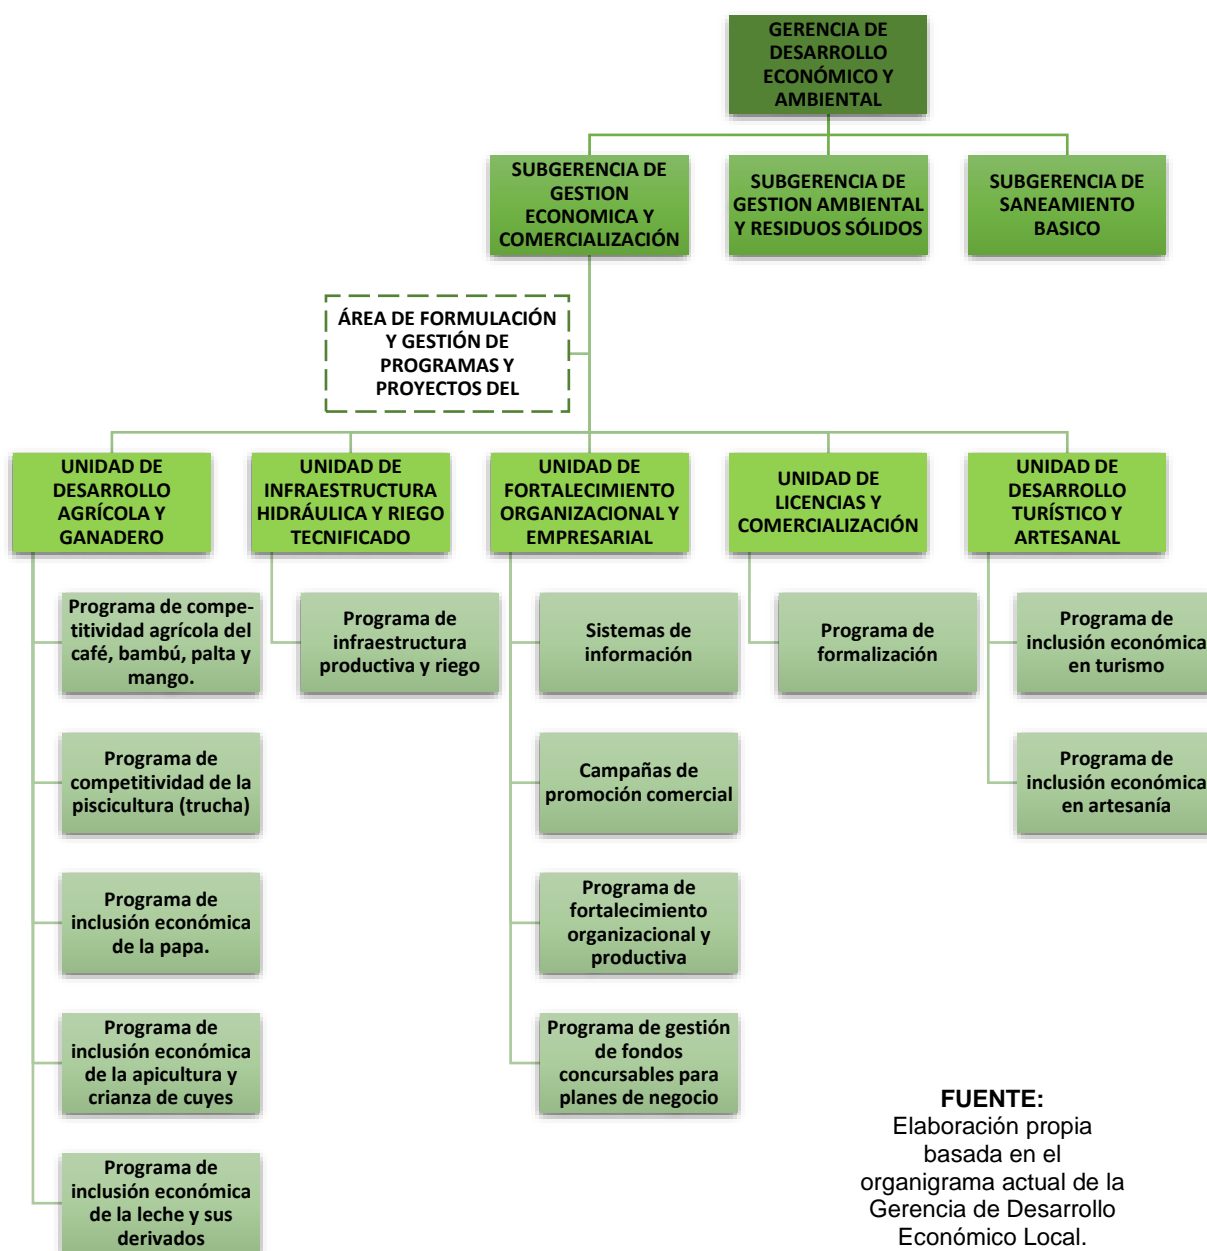 GERENCIA DE
DESARROLLO
ECONÓMICO Y
AMBIENTAL
SUBGERENCIA DE
GESTION
ECONOMICA Y
COMERCIALIZACIÓN
SUBGERENCIA DE
GESTION AMBIENTAL
Y RESIDUOS SÓLIDOS
SUBGERENCIA DE
SANEAMIENTO
BASICO
ÁREA DE FORMULACIÓN
Y GESTIÓN DE
PROGRAMAS Y
PROYECTOS DEL
UNIDAD DE
DESARROLLO
AGRÍCOLA Y
GANADERO
UNIDAD DE
INFRAESTRUCTURA
HIDRÁULICA Y RIEGO
TECNIFICADO
UNIDAD DE
FORTALECIMIENTO
ORGANIZACIONAL Y
EMPRESARIAL
UNIDAD DE
LICENCIAS Y
COMERCIALIZACIÓN
UNIDAD DE
DESARROLLO
TURÍSTICO Y
ARTESANAL
Programa de compe-
titividad agrícola del
café, bambú, palta y
mango.
Programa de
competitividad de la
piscicultura (trucha)
Programa de
inclusión económica
de la papa.
Programa de
inclusión económica
de la apicultura y
crianza de cuyes
Programa de
inclusión económica
de la leche y sus
derivados
Programa de
infraestructura
productiva y riego
Sistemas de
información
Campañas de
promoción comercial
Programa de
fortalecimiento
organizacional y
productiva
Programa de gestión
de fondos
concursables para
planes de negocio
Programa de
formalización
Programa de
inclusión económica
en turismo
Programa de
inclusión económica
en artesanía
FUENTE:
Elaboración propia
basada en el
organigrama actual de la
Gerencia de Desarrollo
Económico Local.